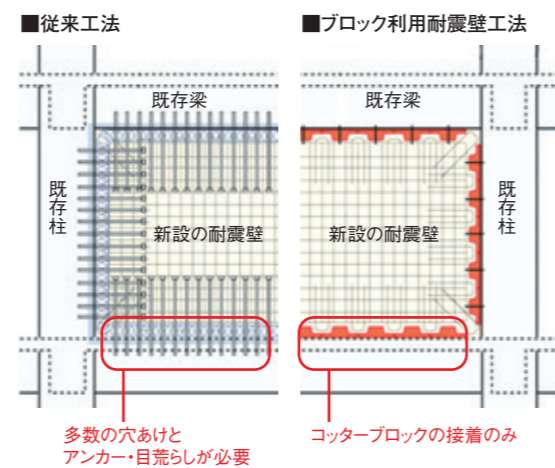 ■従来工法
■ブロック利用耐震壁工法
既存梁
既存梁
既存柱
新設の耐震壁
新設の耐震壁
既存柱
多数の穴あけと
アンカー・目荒らしが必要
コッターブロックの接着のみ